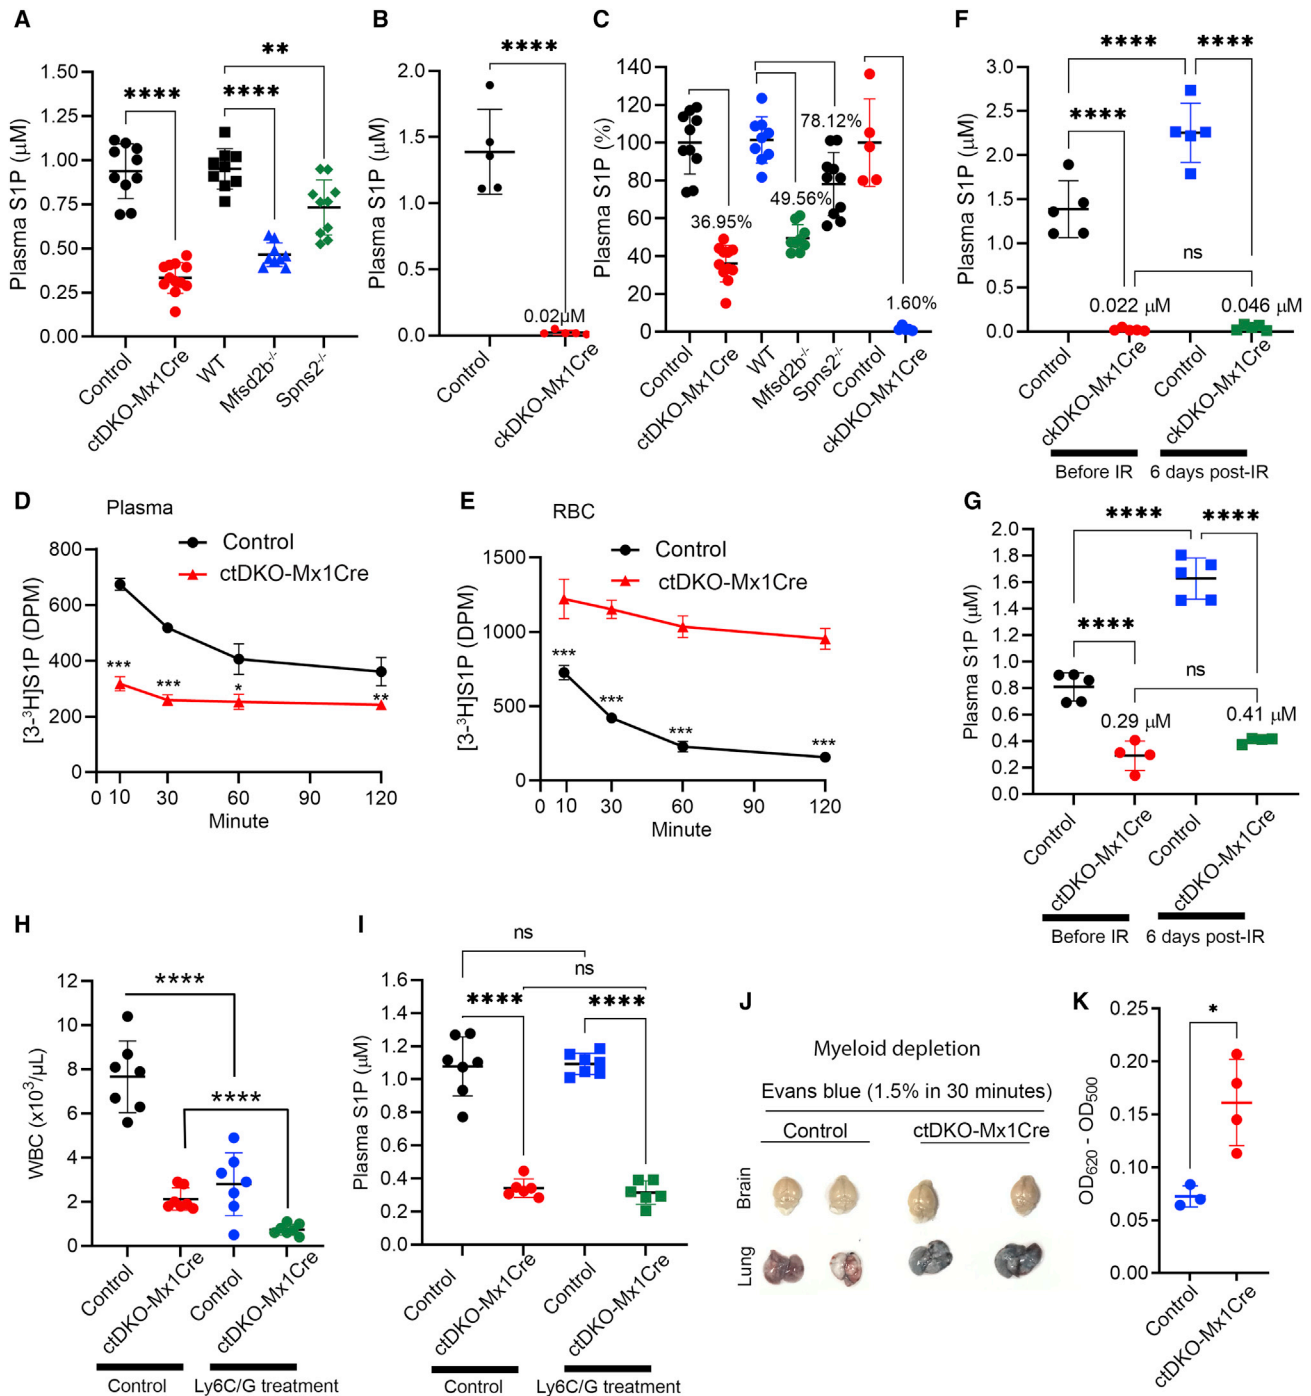 A
Plasma S1P (µM)
1.50
1.25
1.00
0.75
0.50
0.25
0.00
****
****
**
Control
ctDKO-Mx1Cre
WT
Mfsd2b-/-
Spns2-/-
B
Plasma S1P (µM)
2.0
1.5
1.0
0.5
0.0
****
0.02µM
Control
ckDKO-Mx1Cre
C
Plasma S1P (%)
140
120
100
80
60
40
20
0
36.95%
49.56%
78.12%
1.60%
Control
ctDKO-Mx1Cre
WT
Mfsd2b-/-
Spns2-/-
Control
ckDKO-Mx1Cre
F
Plasma S1P (µM)
3.0
2.0
1.0
0.0
****
****
****
ns
0.022 µM
0.046 µM
Control
ckDKO-Mx1Cre
Control
ckDKO-Mx1Cre
Before IR
6 days post-IR
D
Plasma
Control
ctDKO-Mx1Cre
[3-³H]S1P (DPM)
800
600
400
200
0
***
***
*
**
0 10 30 60 90 120
Minute
E
RBC
Control
ctDKO-Mx1Cre
[3-³H]S1P (DPM)
1500
1000
500
0
***
***
***
***
0 10 30 60 90 120
Minute
G
Plasma S1P (µM)
2.0
1.8
1.6
1.4
1.2
1.0
0.8
0.6
0.4
0.2
0.0
****
****
****
ns
0.29 µM
0.41 µM
Control
ctDKO-Mx1Cre
Control
ctDKO-Mx1Cre
Before IR
6 days post-IR
H
WBC (x10³/µL)
12
10
8
6
4
2
0
****
****
Control
ctDKO-Mx1Cre
Control
ctDKO-Mx1Cre
Control
Ly6C/G treatment
I
Plasma S1P (µM)
1.6
1.4
1.2
1.0
0.8
0.6
0.4
0.2
0.0
ns
ns
****
****
Control
ctDKO-Mx1Cre
Control
ctDKO-Mx1Cre
Control
Ly6C/G treatment
J
Myeloid depletion
Evans blue (1.5% in 30 minutes)
Control
ctDKO-Mx1Cre
Brain
Lung
K
OD620 - OD500
0.25
0.20
0.15
0.10
0.05
0.00
*
Control
ctDKO-Mx1Cre